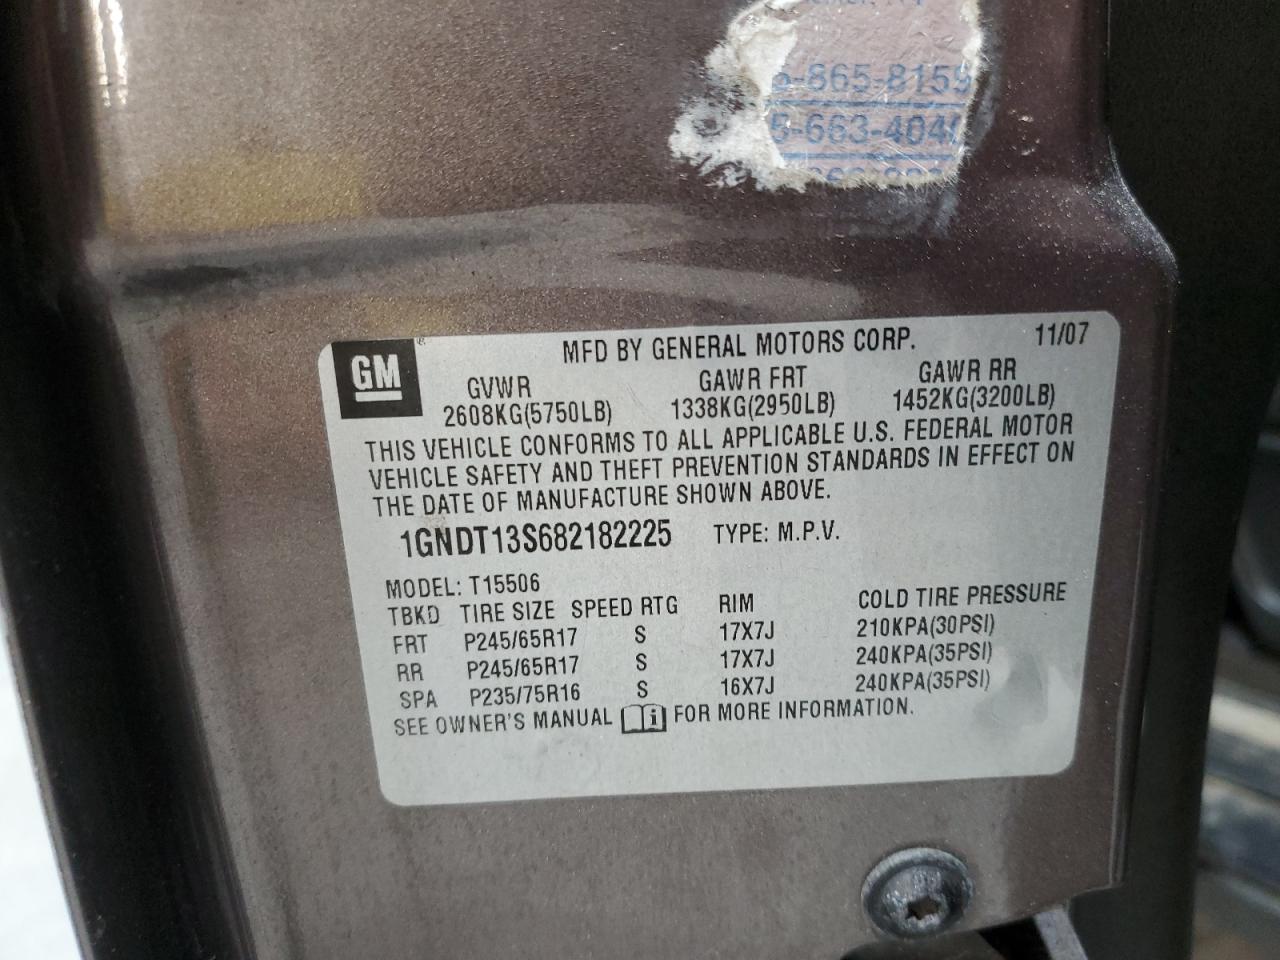 -865-8159
-663-404
GM
MFD BY GENERAL MOTORS CORP. 11/07
GVWR GAWR FRT GAWR RR
2608KG(5750LB) 1338KG(2950LB) 1452KG(3200LB)
THIS VEHICLE CONFORMS TO ALL APPLICABLE U.S. FEDERAL MOTOR
VEHICLE SAFETY AND THEFT PREVENTION STANDARDS IN EFFECT ON
THE DATE OF MANUFACTURE SHOWN ABOVE.
1GNDT13S682182225 TYPE: M.P.V.
MODEL: T15506
TBKD TIRE SIZE SPEED RTG RIM COLD TIRE PRESSURE
FRT P245/65R17 S 17X7J 210KPA(30PSI)
RR P245/65R17 S 17X7J 240KPA(35PSI)
SPA P235/75R16 S 16X7J 240KPA(35PSI)
SEE OWNER'S MANUAL FOR MORE INFORMATION.